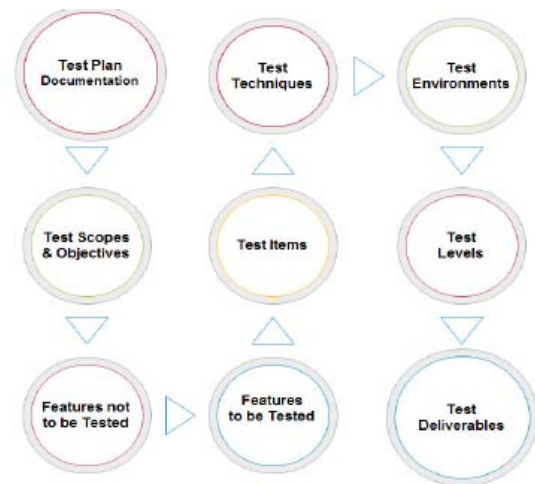 Test Plan
Documentation
Test Scopes
& Objectives
Features not
to be Tested
Features
to be Tested
Test Items
Test
Techniques
Test
Environments
Test
Levels
Test
Deliverables